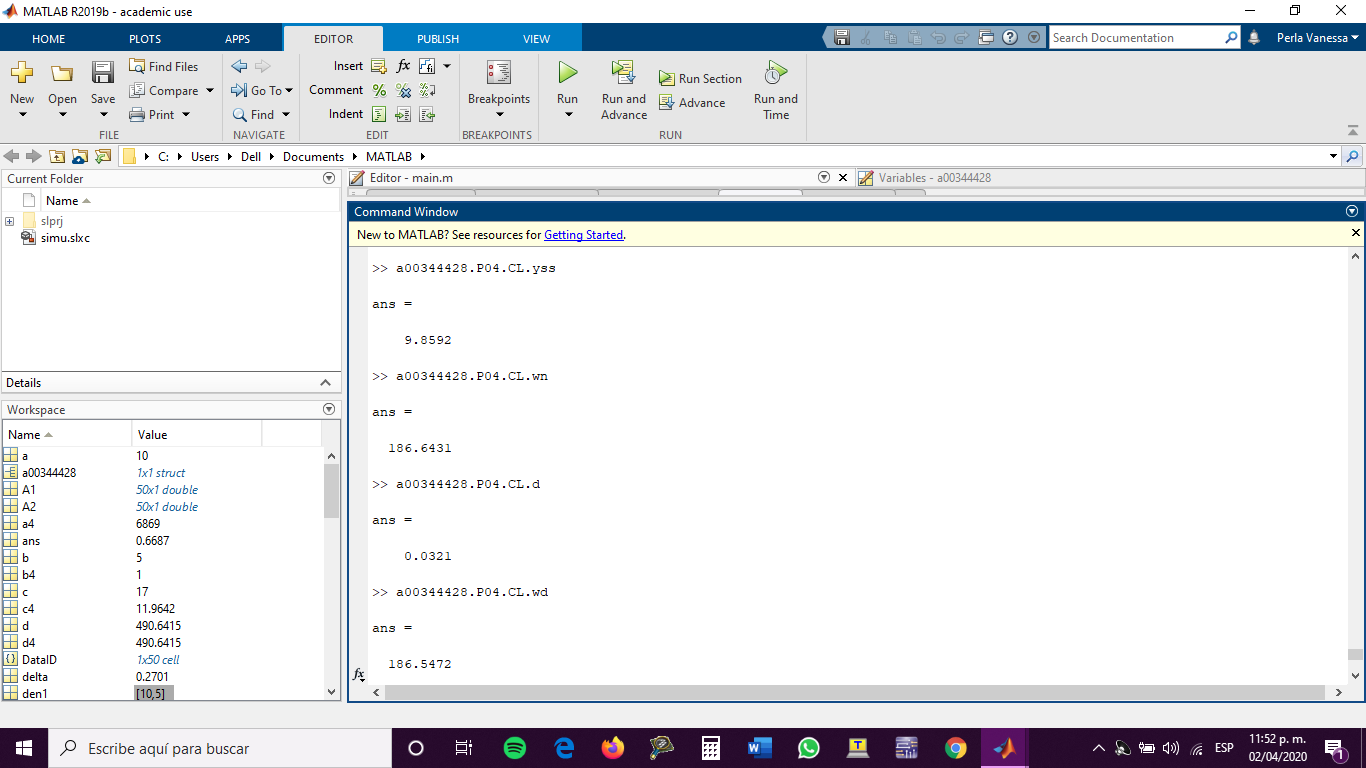 MATLAB R2019b - academic use
HOME PLOTS APPS EDITOR PUBLISH VIEW
Search Documentation
Perla Vanessa
New
Open
Save
Find Files
Compare
Print
FILE
Go To
Find
NAVIGATE
Insert
Comment
Indent
fx
EDIT
Breakpoints
BREAKPOINTS
Run
Run and Advance
Run Section
Advance
Run and Time
RUN
C: Users Dell Documents MATLAB
Current Folder
Name
slprj
simu.slxc
Details
Workspace
Name Value
a 10
a00344428 1x1 struct
A1 50x1 double
A2 50x1 double
a4 6869
ans 0.6687
b 5
b4 1
c 17
c4 11.9642
d 490.6415
d4 490.6415
DataID 1x50 cell
delta 0.2701
den1 [10,5]
Editor - main.m
Variables - a00344428
Command Window
New to MATLAB? See resources for Getting Started.
>> a00344428.P04.CL.yss
ans =
9.8592
>> a00344428.P04.CL.wn
ans =
186.6431
>> a00344428.P04.CL.d
ans =
0.0321
>> a00344428.P04.CL.wd
ans =
186.5472
fx
Escribe aquí para buscar
ESP
11:52 p. m.
02/04/2020
1